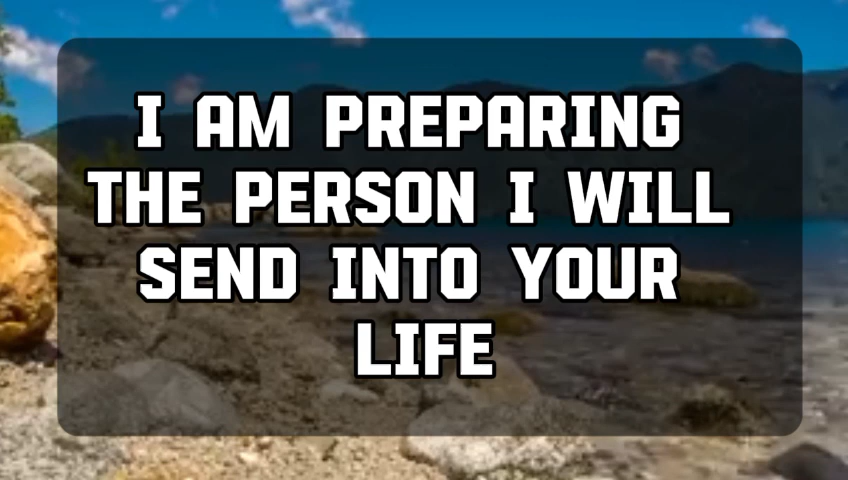 I AM PREPARING
THE PERSON I WILL
SEND INTO YOUR
LIFE